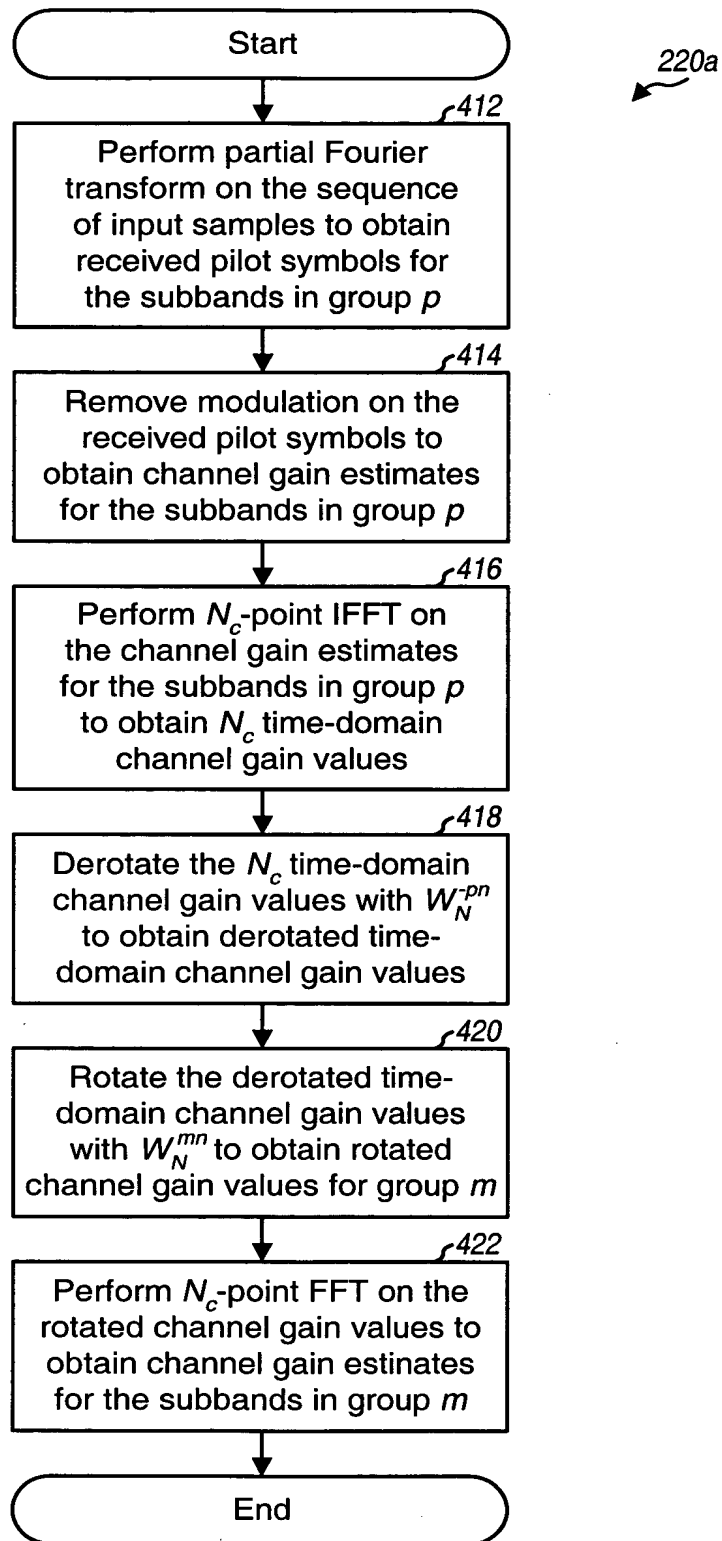 Start
220a
412
Perform partial Fourier
transform on the sequence
of input samples to obtain
received pilot symbols for
the subbands in group p
414
Remove modulation on the
received pilot symbols to
obtain channel gain estimates
for the subbands in group p
416
Perform N_c-point IFFT on
the channel gain estimates
for the subbands in group p
to obtain N_c time-domain
channel gain values
418
Derotate the N_c time-domain
channel gain values with W_N^{-pn}
to obtain derotated time-
domain channel gain values
420
Rotate the derotated time-
domain channel gain values
with W_N^{mn} to obtain rotated
channel gain values for group m
422
Perform N_c-point FFT on the
rotated channel gain values to
obtain channel gain estinates
for the subbands in group m
End